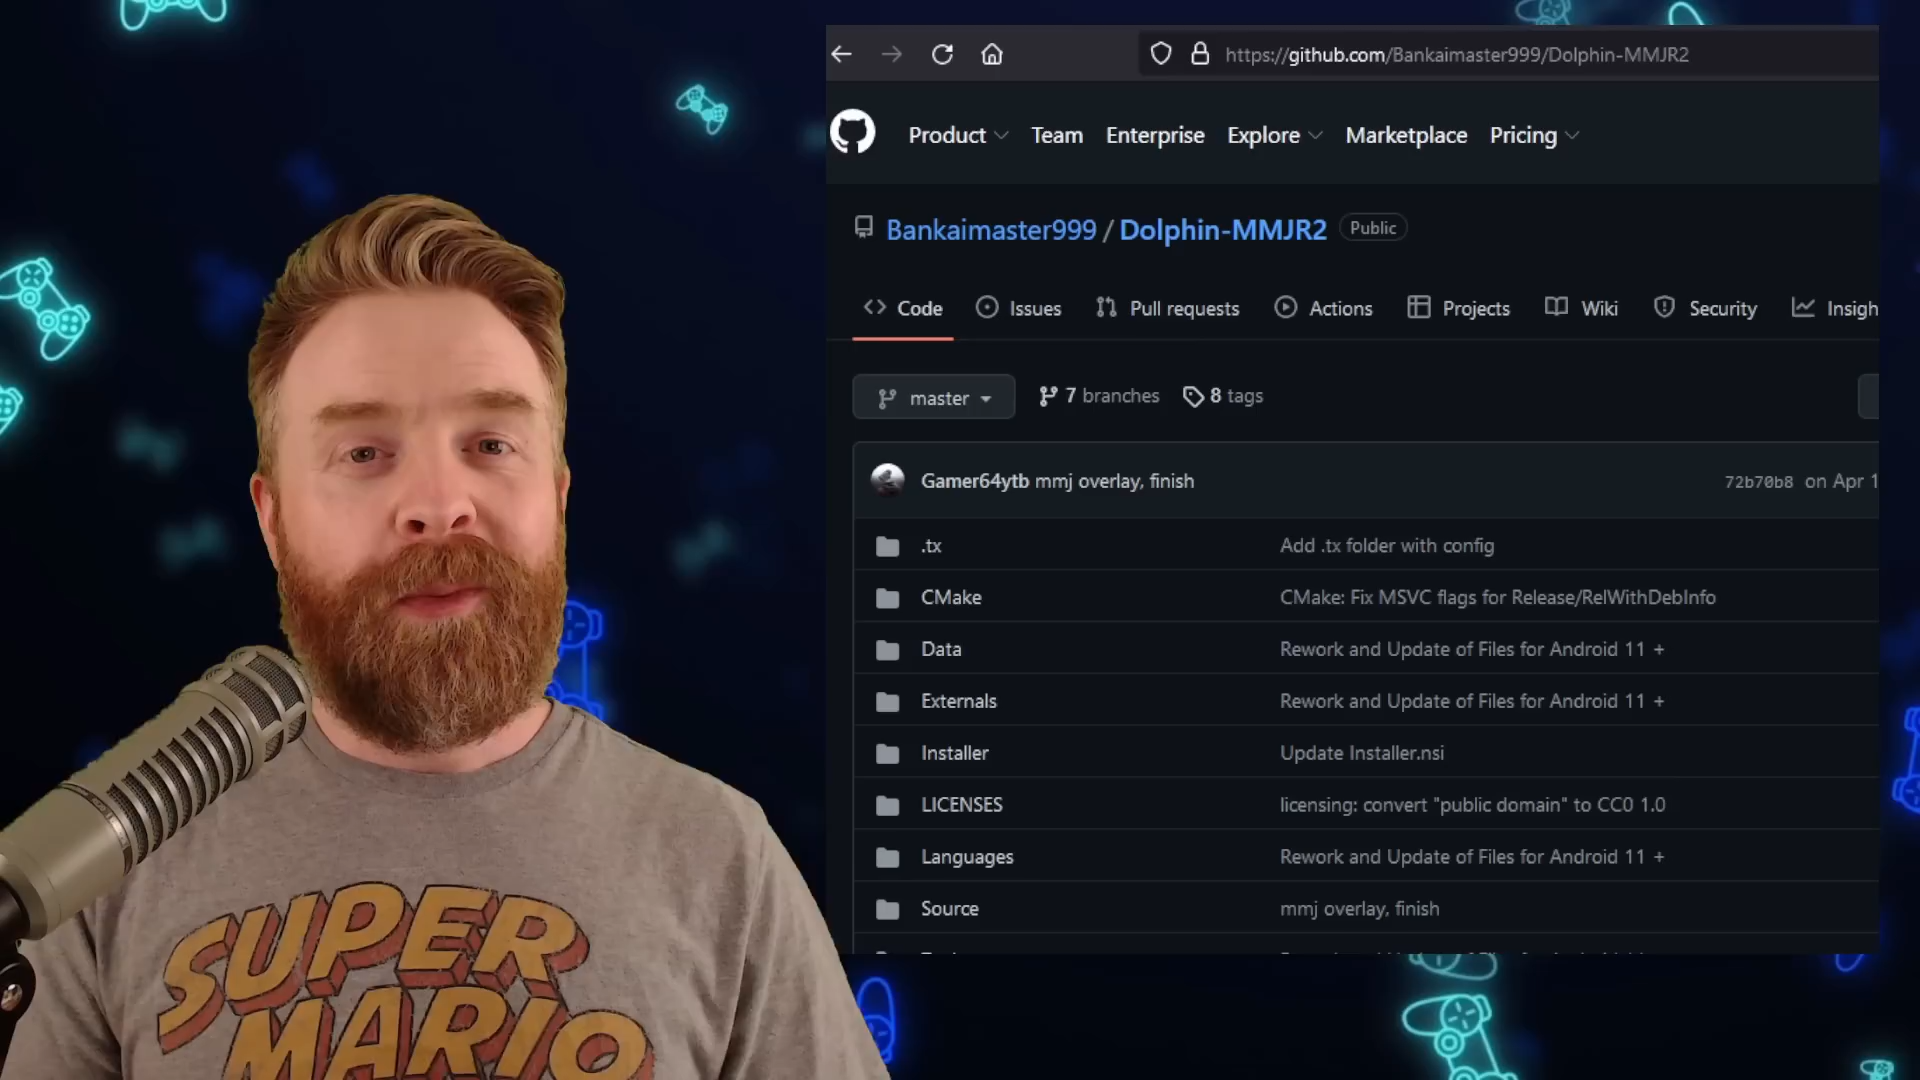 https://github.com/Bankaimaster999/Dolphin-MMJR2
Product Team Enterprise Explore Marketplace Pricing
Bankaimaster999 / Dolphin-MMJR2 Public
Code Issues Pull requests Actions Projects Wiki Security Insigh
master 7 branches 8 tags
Gamer64ytb mmj overlay, finish 72b70b8 on Apr 1
.tx Add .tx folder with config
CMake CMake: Fix MSVC flags for Release/RelWithDebInfo
Data Rework and Update of Files for Android 11 +
Externals Rework and Update of Files for Android 11 +
Installer Update Installer.nsi
LICENSES licensing: convert "public domain" to CC0 1.0
Languages Rework and Update of Files for Android 11 +
Source mmj overlay, finish
SUPER
MARIO